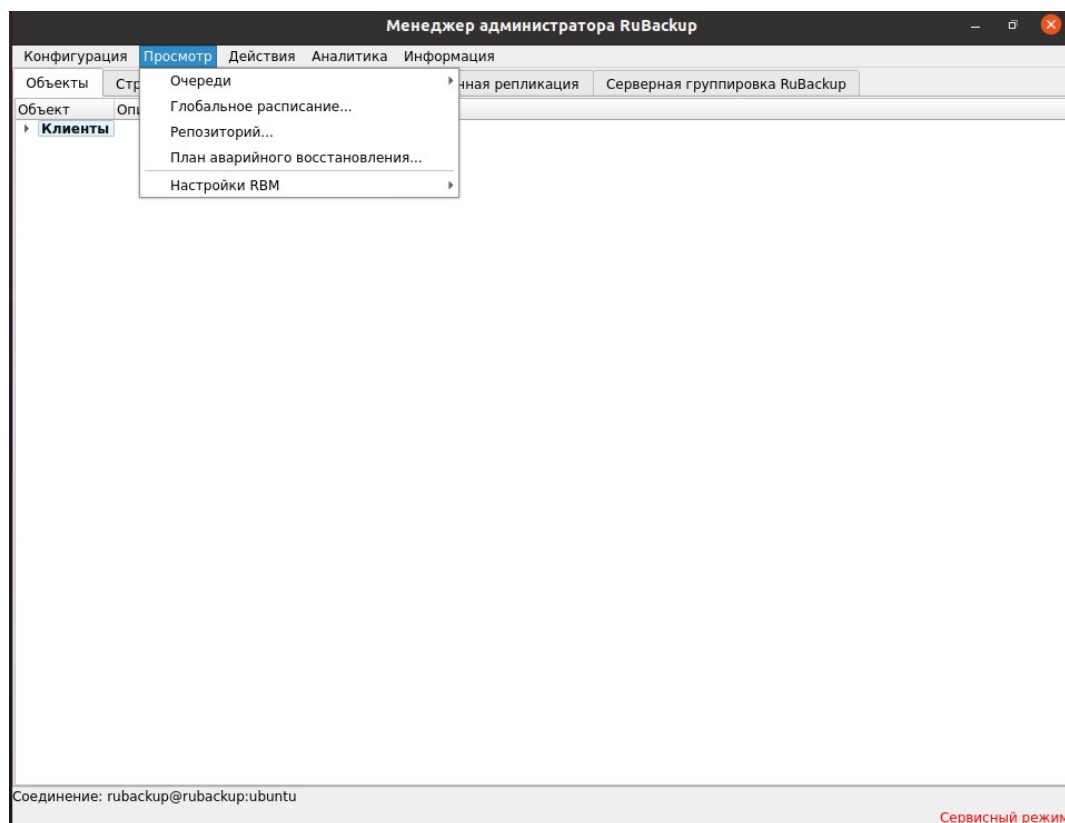 Менеджер администратора RuBackup
Конфигурация Просмотр Действия Аналитика Информация
Объекты Серверная группировка RuBackup
репликация
Объект
Клиенты
Очереди
Глобальное расписание...
Репозиторий...
План аварийного восстановления...
Настройки RBM
Соединение: rubackup@rubackup:ubuntu
Сервисный режим